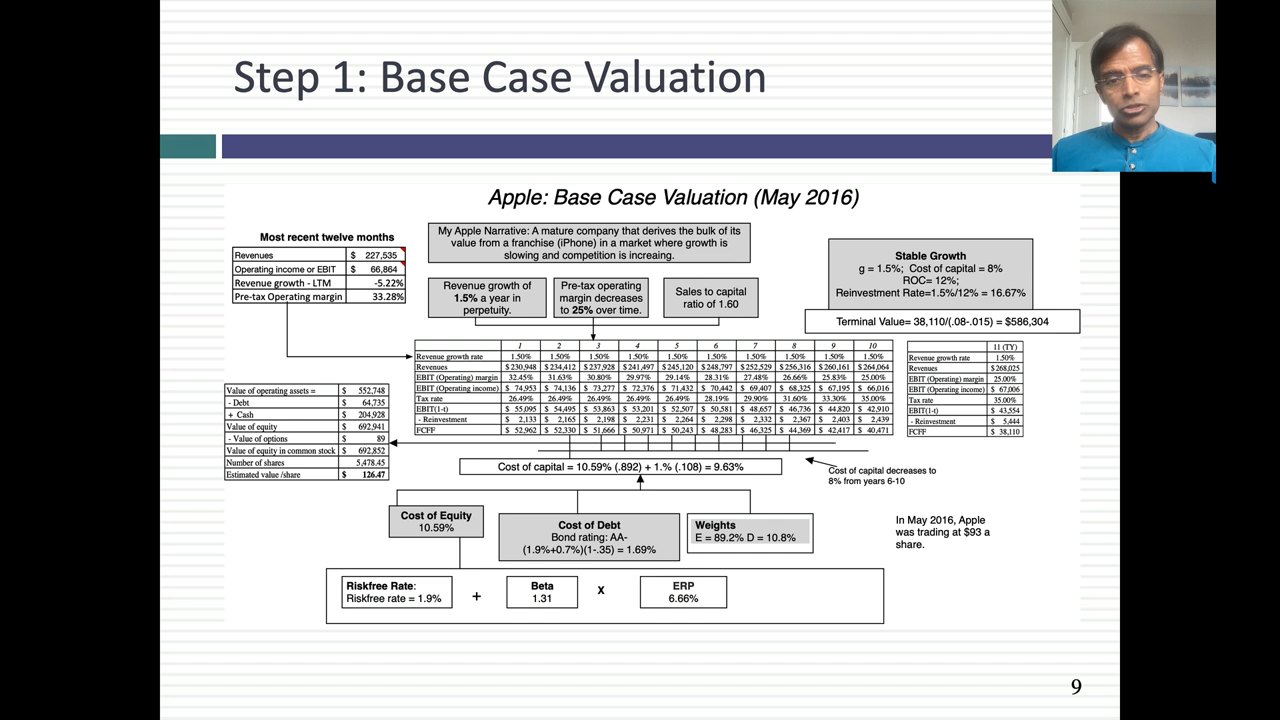 Step 1: Base Case Valuation
Apple: Base Case Valuation (May 2016)
Most recent twelve months
Revenues $ 227,535
Operating income or EBIT $ 66,864
Revenue growth - LTM -5.22%
Pre-tax Operating margin 33.28%
My Apple Narrative: A mature company that derives the bulk of its
value from a franchise (iPhone) in a market where growth is
slowing and competition is increaing.
Revenue growth of
1.5% a year in
perpetuity.
Pre-tax operating
margin decreases
to 25% over time.
Sales to capital
ratio of 1.60
Stable Growth
g = 1.5%; Cost of capital = 8%
ROC= 12%;
Reinvestment Rate=1.5%/12% = 16.67%
Terminal Value= 38,110/(.08-.015) = $586,304
1 2 3 4 5 6 7 8 9 10
Revenue growth rate 1.50% 1.50% 1.50% 1.50% 1.50% 1.50% 1.50% 1.50% 1.50% 1.50%
Revenues $ 230,948 $ 234,412 $ 237,928 $ 241,497 $ 245,120 $ 248,797 $ 252,529 $ 256,316 $ 260,161 $ 264,064
EBIT (Operating) margin 32.45% 31.63% 30.80% 29.97% 29.14% 28.31% 27.48% 26.66% 25.83% 25.00%
EBIT (Operating income) $ 74,953 $ 74,136 $ 73,277 $ 72,376 $ 71,432 $ 70,442 $ 69,407 $ 68,325 $ 67,195 $ 66,016
Tax rate 26.49% 26.49% 26.49% 26.49% 26.49% 28.19% 29.90% 31.60% 33.30% 35.00%
EBIT(1-t) $ 55,095 $ 54,495 $ 53,863 $ 53,201 $ 52,507 $ 50,581 $ 48,657 $ 46,736 $ 44,820 $ 42,910
- Reinvestment $ 2,133 $ 2,165 $ 2,198 $ 2,231 $ 2,264 $ 2,298 $ 2,332 $ 2,367 $ 2,403 $ 2,439
FCFF $ 52,962 $ 52,330 $ 51,666 $ 50,971 $ 50,243 $ 48,283 $ 46,325 $ 44,369 $ 42,417 $ 40,471
11 (TY)
Revenue growth rate 1.50%
Revenues $ 268,025
EBIT (Operating) margin 25.00%
EBIT (Operating income) $ 67,006
Tax rate 35.00%
EBIT(1-t) $ 43,554
- Reinvestment $ 5,444
FCFF $ 38,110
Value of operating assets = $ 552,748
- Debt $ 64,735
+ Cash $ 204,928
Value of equity $ 692,941
- Value of options $ 89
Value of equity in common stock $ 692,852
Number of shares 5,478.45
Estimated value /share $ 126.47
Cost of capital = 10.59% (.892) + 1.% (.108) = 9.63%
Cost of capital decreases to
8% from years 6-10
Cost of Equity
10.59%
Cost of Debt
Bond rating: AA-
(1.9%+0.7%)(1-.35) = 1.69%
Weights
E = 89.2% D = 10.8%
In May 2016, Apple
was trading at $93 a
share.
Riskfree Rate:
Riskfree rate = 1.9%
+
Beta
1.31
X
ERP
6.66%
9